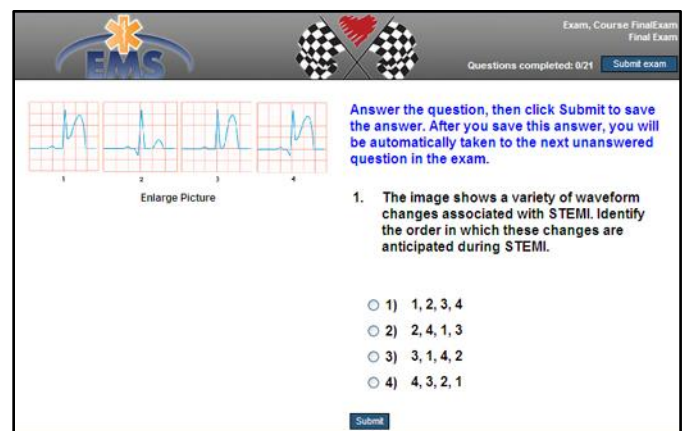 EMS
Exam, Course FinalExam
Final Exam
Questions completed: 0/21 Submit exam
1 2 3 4
Enlarge Picture
Answer the question, then click Submit to save
the answer. After you save this answer, you will
be automatically taken to the next unanswered
question in the exam.
1. The image shows a variety of waveform
changes associated with STEMI. Identify
the order in which these changes are
anticipated during STEMI.
1) 1, 2, 3, 4
2) 2, 4, 1, 3
3) 3, 1, 4, 2
4) 4, 3, 2, 1
Submit